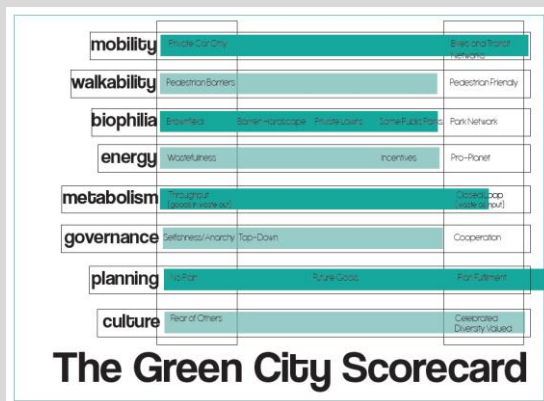 mobility Private Car Only Bikes and Transit
Networks
walkability Pedestrian Barriers Pedestrian Friendly
biophilia Brownfield Barren Hardscape Private Lawns Some Public Parks Park Network
energy Wastefulness Incentives Pro-Planet
metabolism Throughput Closed Loop
(goods in waste out) (waste as input)
governance Selfishness/Anarchy Top-Down Cooperation
planning No Plan Future Goals Plan Fulfillment
culture Fear of Others Celebrated
Diversity Valued
The Green City Scorecard